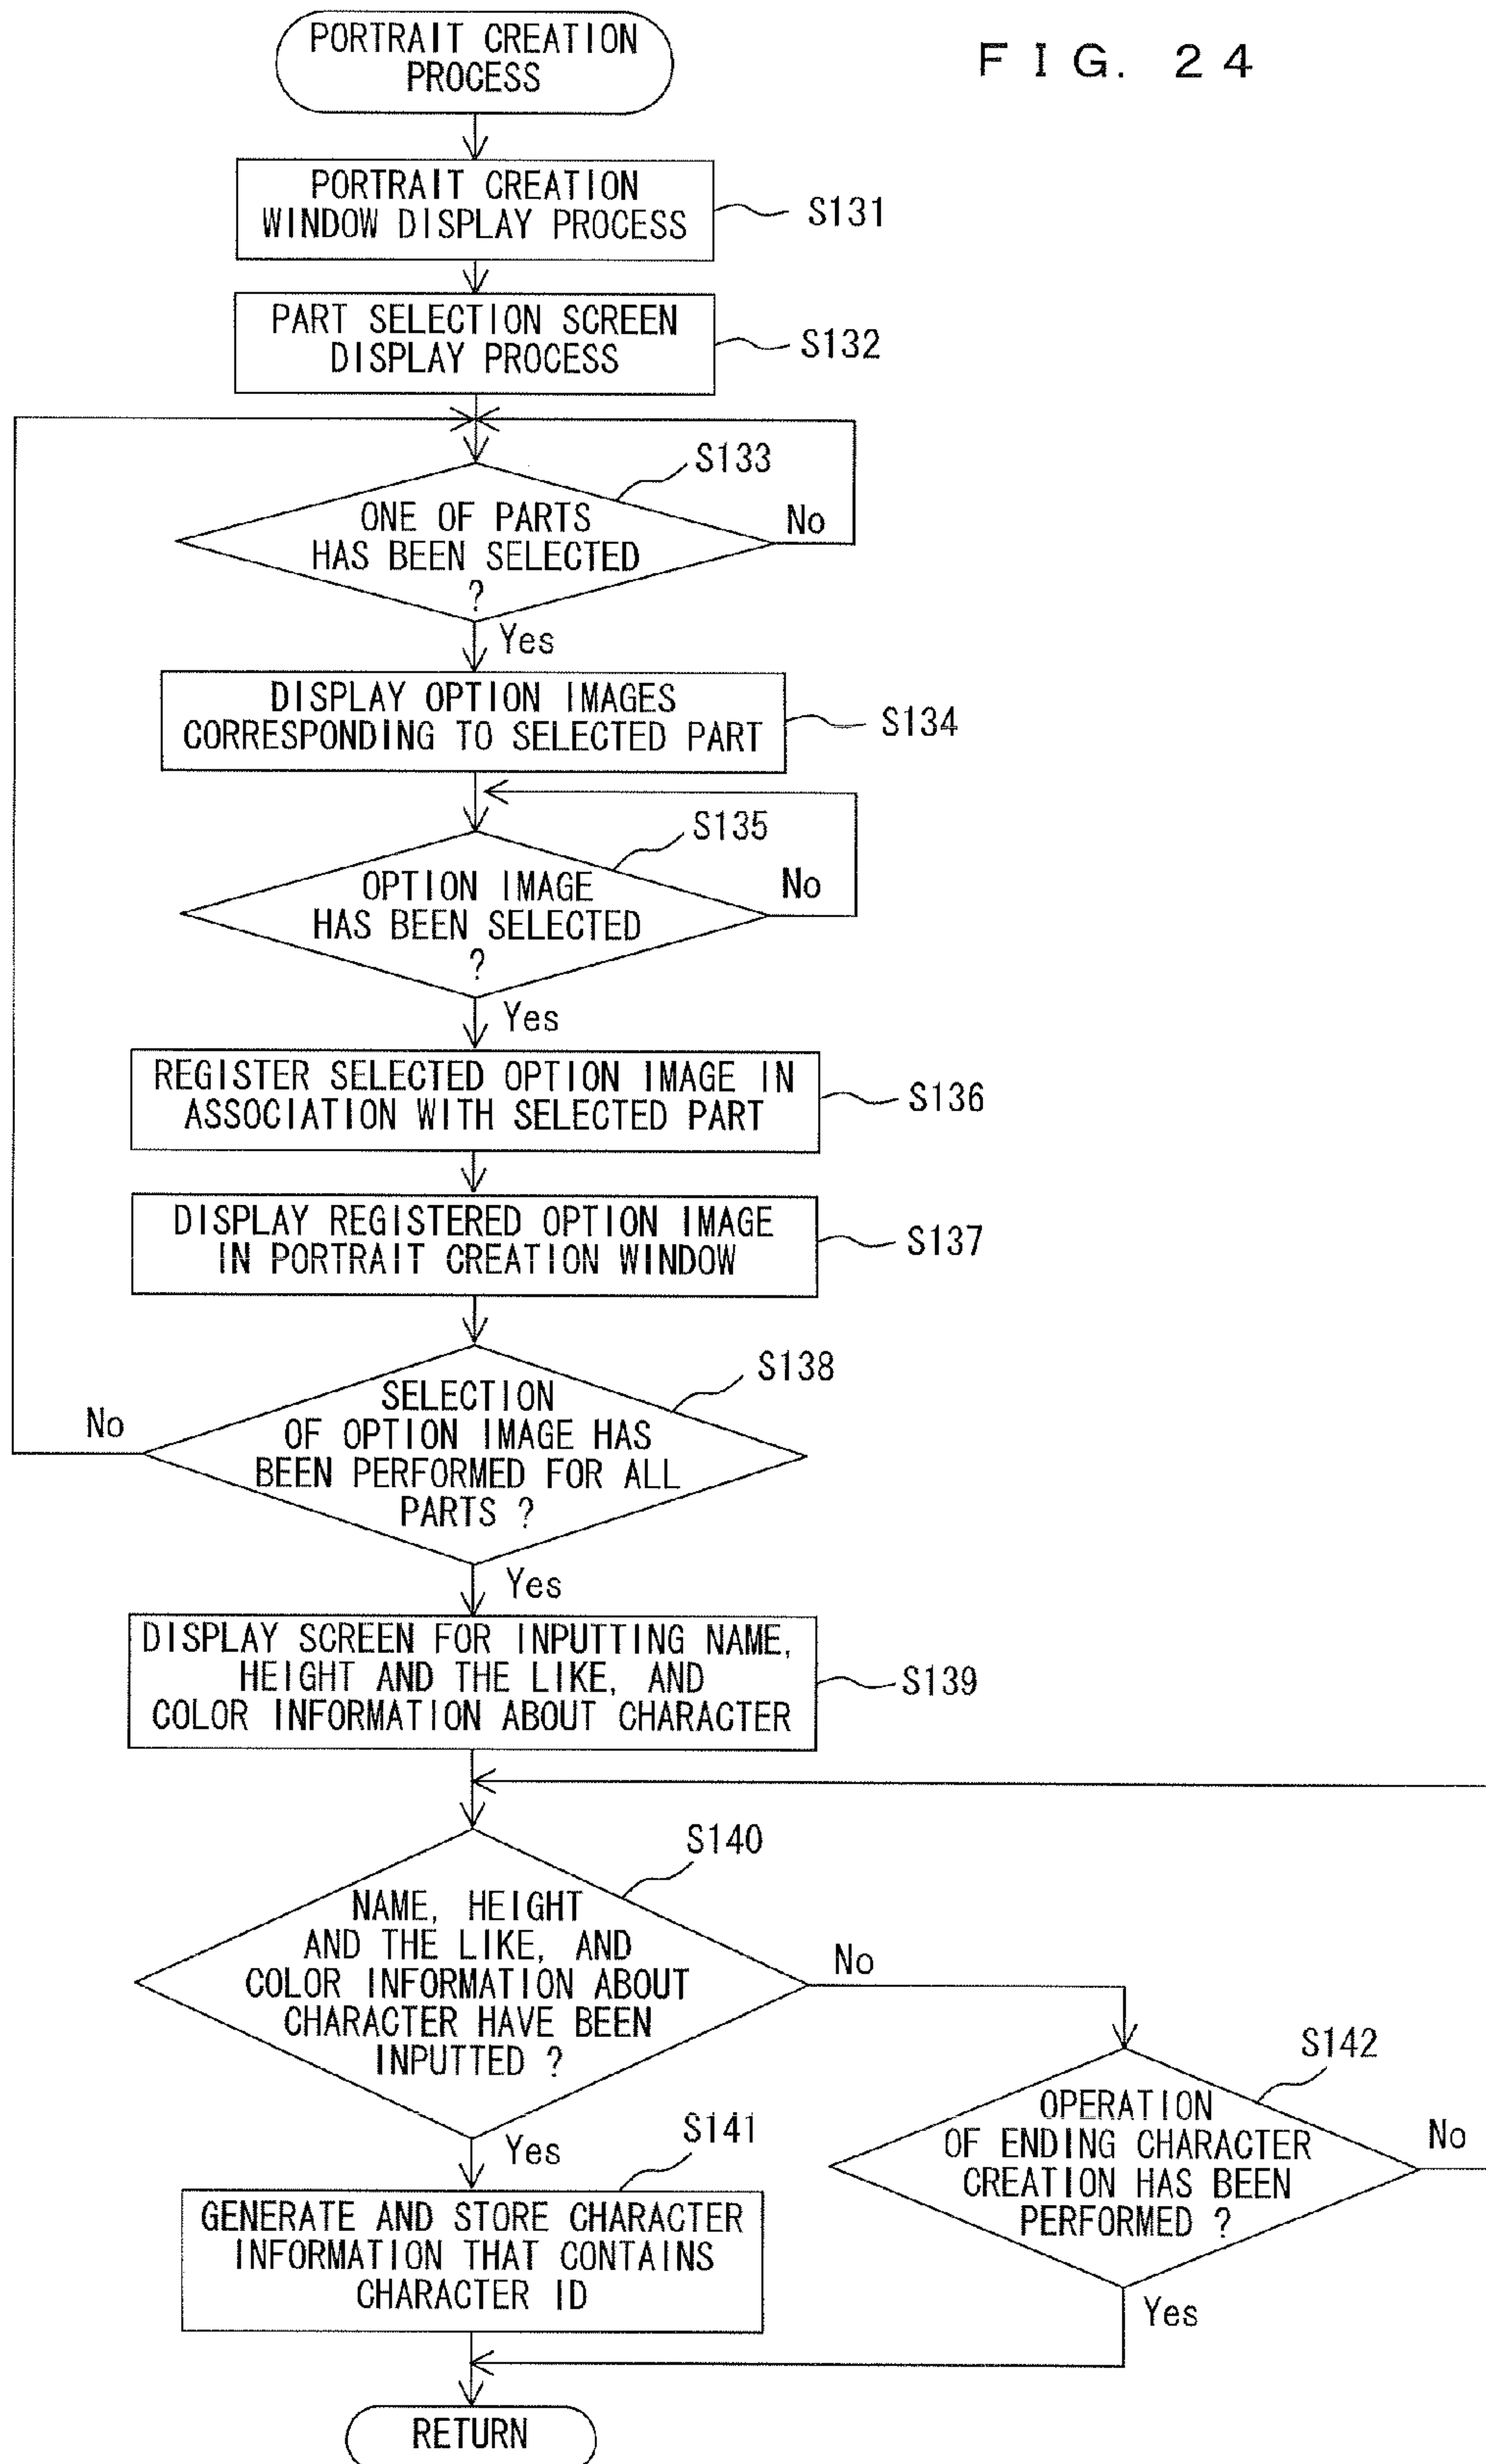 FIG. 24
PORTRAIT CREATION
PROCESS
PORTRAIT CREATION
WINDOW DISPLAY PROCESS
S131
PART SELECTION SCREEN
DISPLAY PROCESS
S132
S133
ONE OF PARTS
HAS BEEN SELECTED
?
No
Yes
DISPLAY OPTION IMAGES
CORRESPONDING TO SELECTED PART
S134
S135
OPTION IMAGE
HAS BEEN SELECTED
?
No
Yes
REGISTER SELECTED OPTION IMAGE IN
ASSOCIATION WITH SELECTED PART
S136
DISPLAY REGISTERED OPTION IMAGE
IN PORTRAIT CREATION WINDOW
S137
S138
SELECTION
OF OPTION IMAGE HAS
BEEN PERFORMED FOR ALL
PARTS ?
No
Yes
DISPLAY SCREEN FOR INPUTTING NAME,
HEIGHT AND THE LIKE, AND
COLOR INFORMATION ABOUT CHARACTER
S139
S140
NAME, HEIGHT
AND THE LIKE, AND
COLOR INFORMATION ABOUT
CHARACTER HAVE BEEN
INPUTTED ?
No
Yes
S142
OPERATION
OF ENDING CHARACTER
CREATION HAS BEEN
PERFORMED ?
No
Yes
S141
GENERATE AND STORE CHARACTER
INFORMATION THAT CONTAINS
CHARACTER ID
RETURN